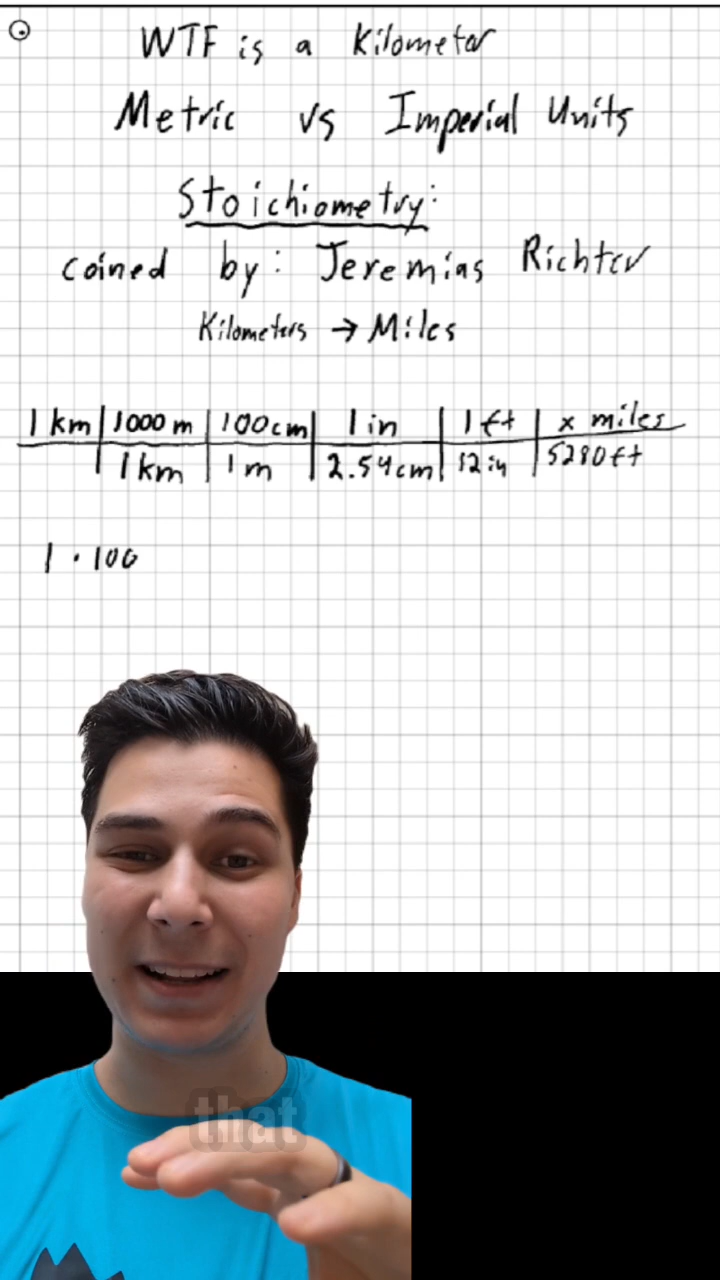 WTF is a Kilometer
Metric vs Imperial Units
Stoichiometry:
coined by: Jeremias Richter
Kilometers → Miles
1 km | 1000 m | 100 cm | 1 in | 1 ft | x miles
1 km | 1 m | 2.54 cm | 12 in | 5280 ft
1 · 100
that